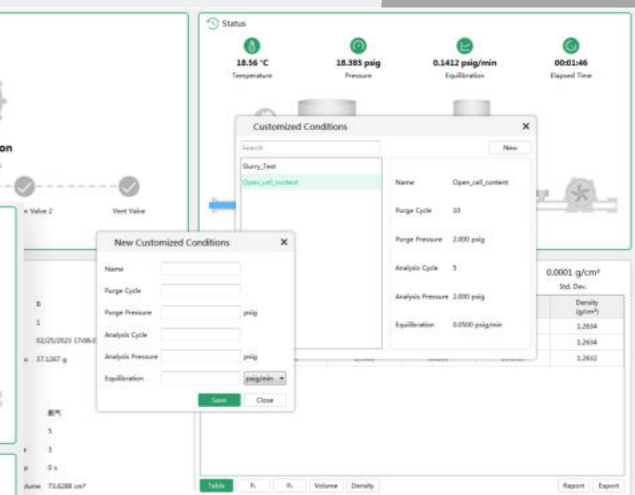 Status
18.56 °C
Temperature
18.385 psig
Pressure
0.1412 psig/min
Equilibration
00:01:46
Elapsed Time
on
Valve 2
Vent Valve
Customized Conditions
Search
New
Slurry_Test
Open_cell_content
Name Open_cell_content
Purge Cycle 10
Purge Pressure 2.000 psig
Analysis Cycle 5
Analysis Pressure 2.000 psig
Equilibration 0.0500 psig/min
New Customized Conditions
Name
Purge Cycle
Purge Pressure psig
Analysis Cycle
Analysis Pressure psig
Equilibration psig/min
Save Close
0.0001 g/cm³
Std. Dev.
Density
(g/cm³)
1.2634
1.2634
1.2632
8
1
02/25/2023 17:08:
37.1267 g
氦气
5
3
0 s
73.6288 cm³
Table P₁ P₂ Volume Density
Report Export